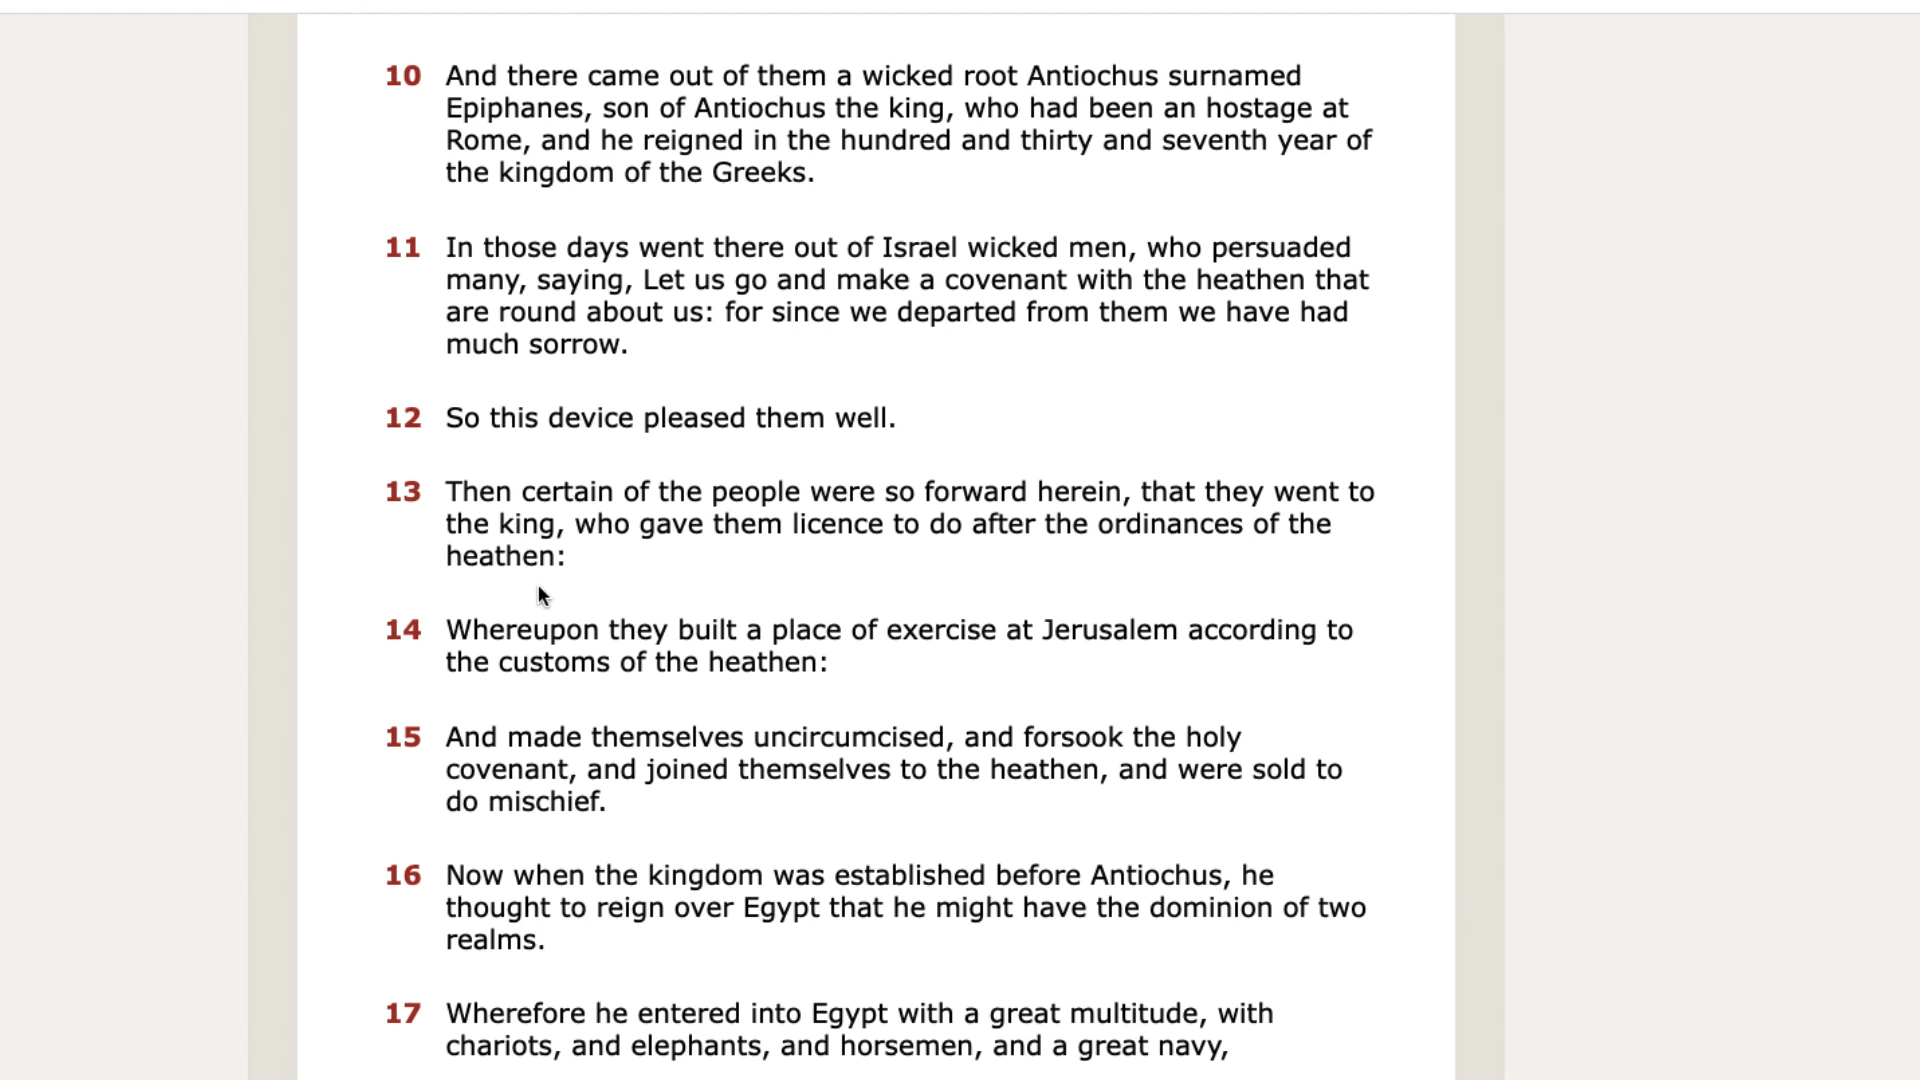 10 And there came out of them a wicked root Antiochus surnamed
Epiphanes, son of Antiochus the king, who had been an hostage at
Rome, and he reigned in the hundred and thirty and seventh year of
the kingdom of the Greeks.
11 In those days went there out of Israel wicked men, who persuaded
many, saying, Let us go and make a covenant with the heathen that
are round about us: for since we departed from them we have had
much sorrow.
12 So this device pleased them well.
13 Then certain of the people were so forward herein, that they went to
the king, who gave them licence to do after the ordinances of the
heathen:
14 Whereupon they built a place of exercise at Jerusalem according to
the customs of the heathen:
15 And made themselves uncircumcised, and forsook the holy
covenant, and joined themselves to the heathen, and were sold to
do mischief.
16 Now when the kingdom was established before Antiochus, he
thought to reign over Egypt that he might have the dominion of two
realms.
17 Wherefore he entered into Egypt with a great multitude, with
chariots, and elephants, and horsemen, and a great navy,